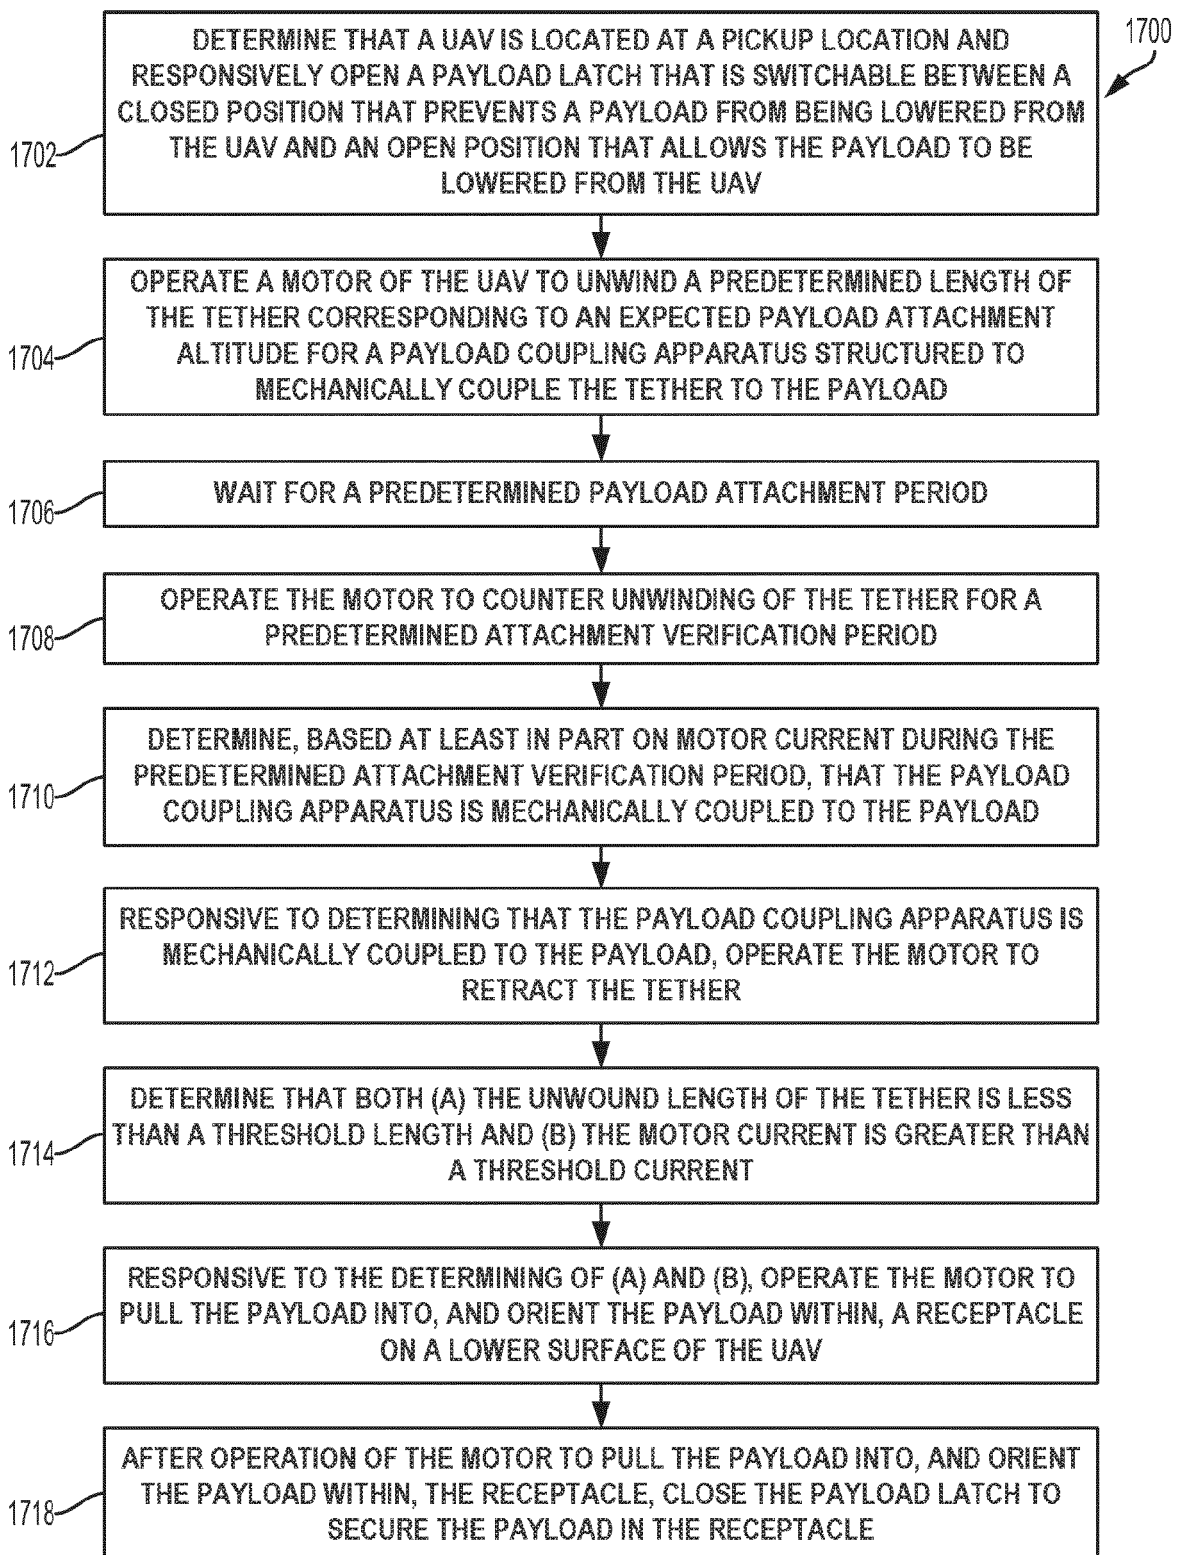 1700
DETERMINE THAT A UAV IS LOCATED AT A PICKUP LOCATION AND
RESPONSIVELY OPEN A PAYLOAD LATCH THAT IS SWITCHABLE BETWEEN A
CLOSED POSITION THAT PREVENTS A PAYLOAD FROM BEING LOWERED FROM
THE UAV AND AN OPEN POSITION THAT ALLOWS THE PAYLOAD TO BE
LOWERED FROM THE UAV
1702
OPERATE A MOTOR OF THE UAV TO UNWIND A PREDETERMINED LENGTH OF
THE TETHER CORRESPONDING TO AN EXPECTED PAYLOAD ATTACHMENT
ALTITUDE FOR A PAYLOAD COUPLING APPARATUS STRUCTURED TO
MECHANICALLY COUPLE THE TETHER TO THE PAYLOAD
1704
WAIT FOR A PREDETERMINED PAYLOAD ATTACHMENT PERIOD
1706
OPERATE THE MOTOR TO COUNTER UNWINDING OF THE TETHER FOR A
PREDETERMINED ATTACHMENT VERIFICATION PERIOD
1708
DETERMINE, BASED AT LEAST IN PART ON MOTOR CURRENT DURING THE
PREDETERMINED ATTACHMENT VERIFICATION PERIOD, THAT THE PAYLOAD
COUPLING APPARATUS IS MECHANICALLY COUPLED TO THE PAYLOAD
1710
RESPONSIVE TO DETERMINING THAT THE PAYLOAD COUPLING APPARATUS IS
MECHANICALLY COUPLED TO THE PAYLOAD, OPERATE THE MOTOR TO
RETRACT THE TETHER
1712
DETERMINE THAT BOTH (A) THE UNWOUND LENGTH OF THE TETHER IS LESS
THAN A THRESHOLD LENGTH AND (B) THE MOTOR CURRENT IS GREATER THAN
A THRESHOLD CURRENT
1714
RESPONSIVE TO THE DETERMINING OF (A) AND (B), OPERATE THE MOTOR TO
PULL THE PAYLOAD INTO, AND ORIENT THE PAYLOAD WITHIN, A RECEPTACLE
ON A LOWER SURFACE OF THE UAV
1716
AFTER OPERATION OF THE MOTOR TO PULL THE PAYLOAD INTO, AND ORIENT
THE PAYLOAD WITHIN, THE RECEPTACLE, CLOSE THE PAYLOAD LATCH TO
SECURE THE PAYLOAD IN THE RECEPTACLE
1718